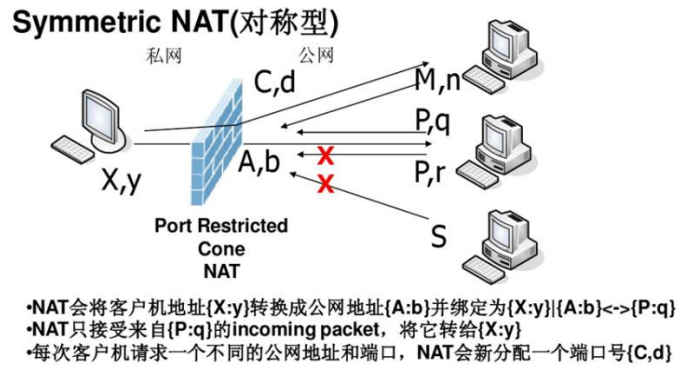 Symmetric NAT(对称型)
私网
公网
C,d
M,n
P,q
A,b
X
P,r
X,y
X
S
Port Restricted
Cone
NAT
•NAT会将客户机地址{X:y}转换成公网地址{A:b}并绑定为{X:y}|{A:b}<->{P:q}
•NAT只接受来自{P:q}的incoming packet，将它转给{X:y}
•每次客户机请求一个不同的公网地址和端口，NAT会新分配一个端口号{C,d}